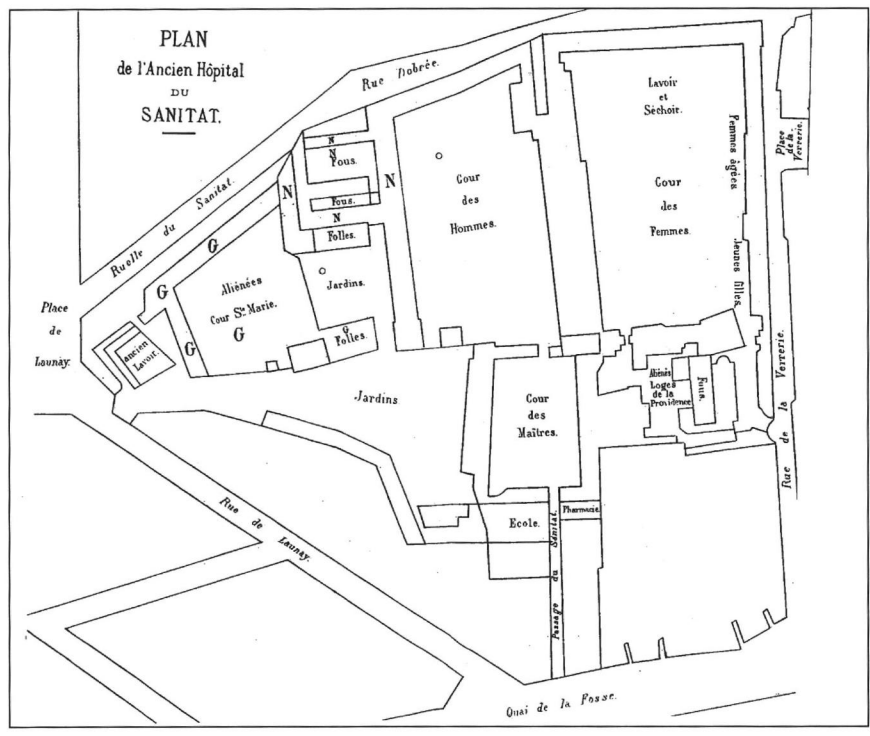 PLAN
de l'Ancien Hôpital
DU
SANITAT.
Rue Dobrée.
Ruelle du Sanitat.
Place
de
Launay.
Lavoir
et
Séchoir.
Femmes âgées
Place
de la
Verrerie.
N
N
Fous.
N
N
Fous.
N
Folles.
Cour
des
Hommes.
Cour
des
Femmes.
Jeunes filles.
G
G
Aliénées
Cour Ste Marie.
G
G
Jardins.
G
Folles.
ancien
Lavoir.
Jardins
Cour
des
Maîtres.
Aliénés
Loges
de la
Providence
Fous.
Rue de la Verrerie.
Ecole.
Pharmacie.
Passage du Sanitat.
Rue de
Launay.
Quai de la Fosse.